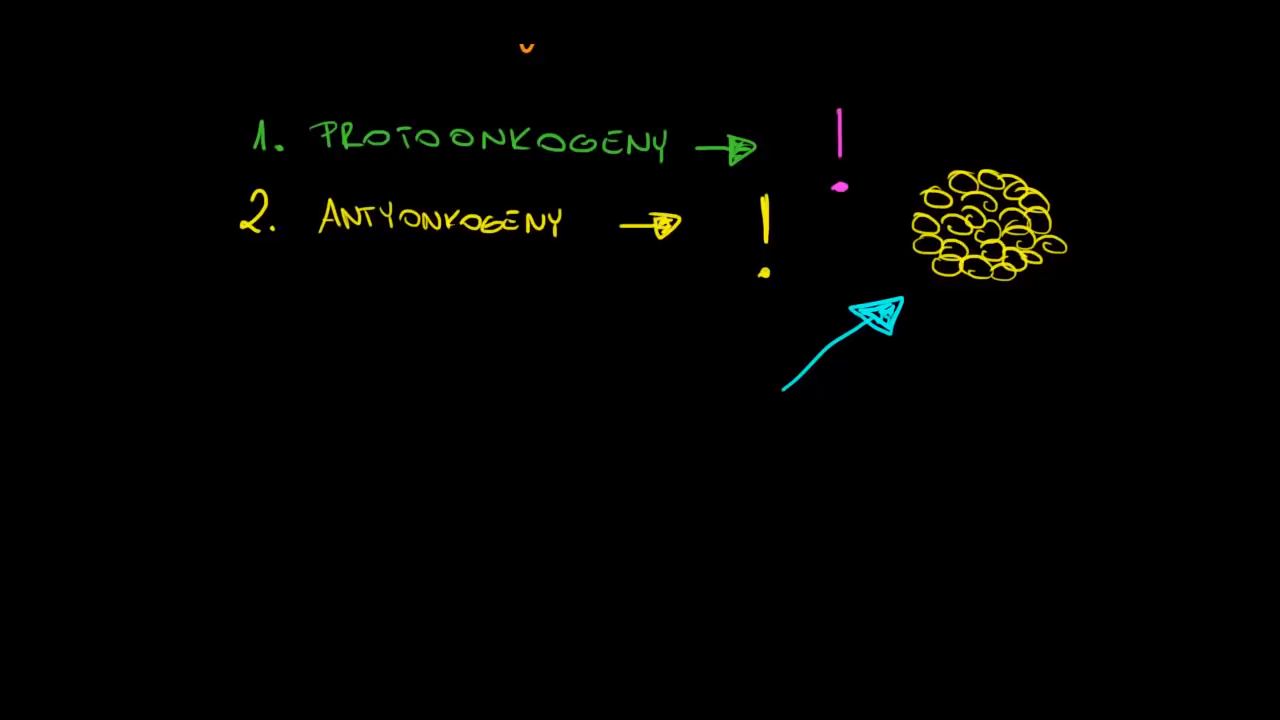 1. PROTOONKOGENY → !
2. ANTYONKOGENY → !